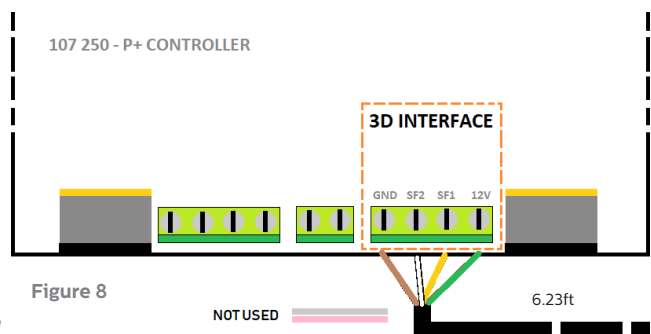 107 250 - P+ CONTROLLER
3D INTERFACE
GND SF2 SF1 12V
Figure 8
6.23ft
NOT USED